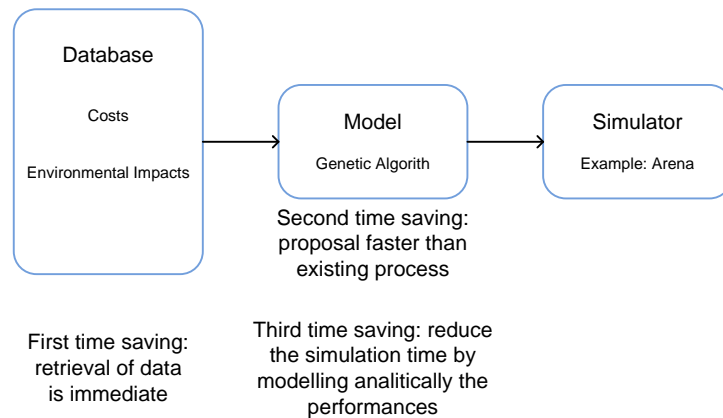 Database
Costs
Environmental Impacts
Model
Genetic Algorith
Simulator
Example: Arena
Second time saving:
proposal faster than
existing process
First time saving:
retrieval of data
is immediate
Third time saving: reduce
the simulation time by
modelling analitically the
performances